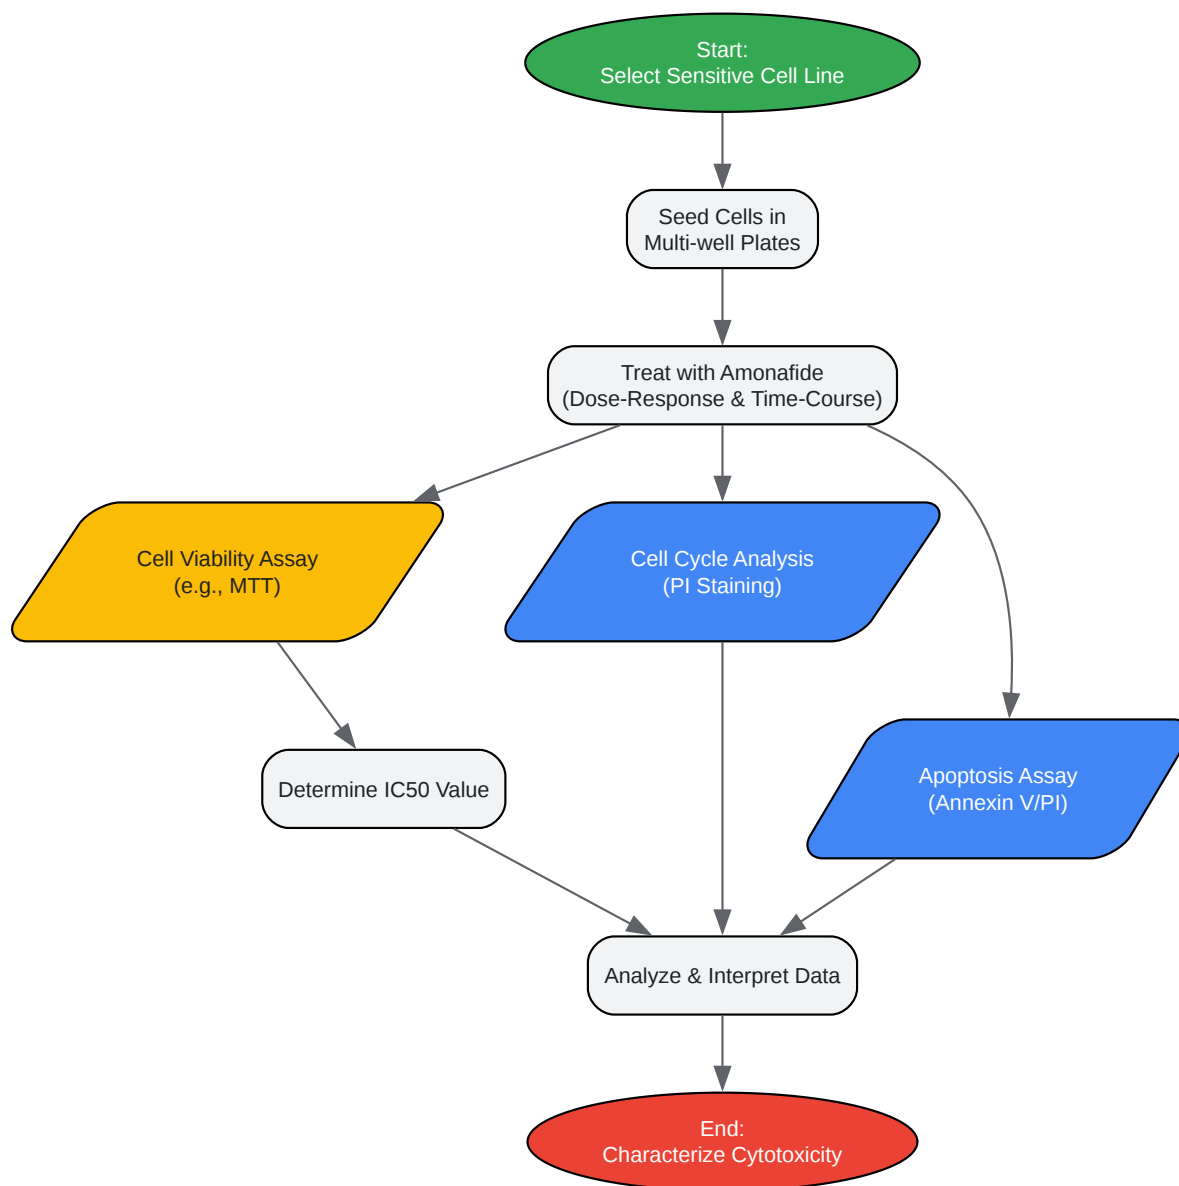 Start:
Select Sensitive Cell Line
Seed Cells in
Multi-well Plates
Treat with Amonafide
(Dose-Response & Time-Course)
Cell Viability Assay
(e.g., MTT)
Cell Cycle Analysis
(PI Staining)
Apoptosis Assay
(Annexin V/PI)
Determine IC50 Value
Analyze & Interpret Data
End:
Characterize Cytotoxicity